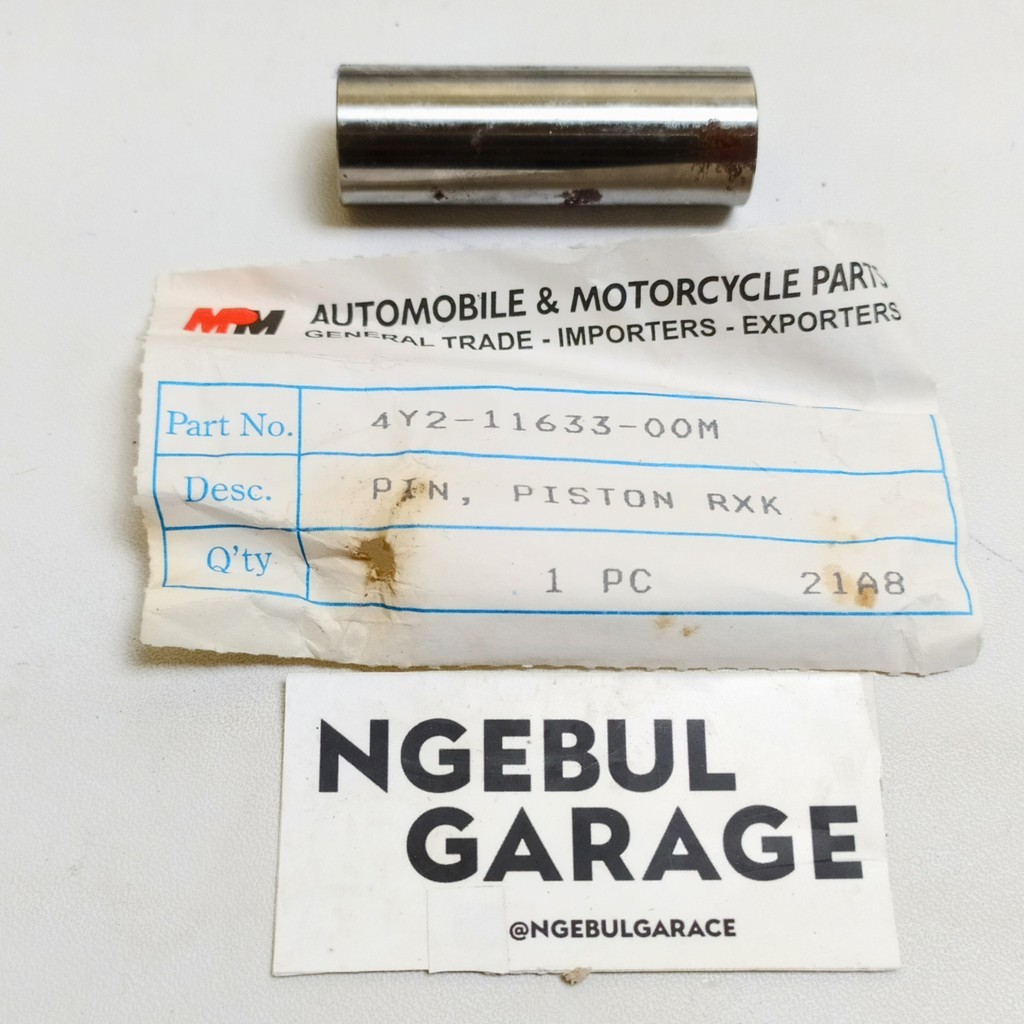 MPM AUTOMOBILE & MOTORCYCLE PARTS
GENERAL TRADE - IMPORTERS - EXPORTERS
Part No. 4Y2-11633-00M
Desc. PIN, PISTON RXK
Q'ty 1 PC 21A8
NGEBUL
GARAGE
@NGEBULGARACE